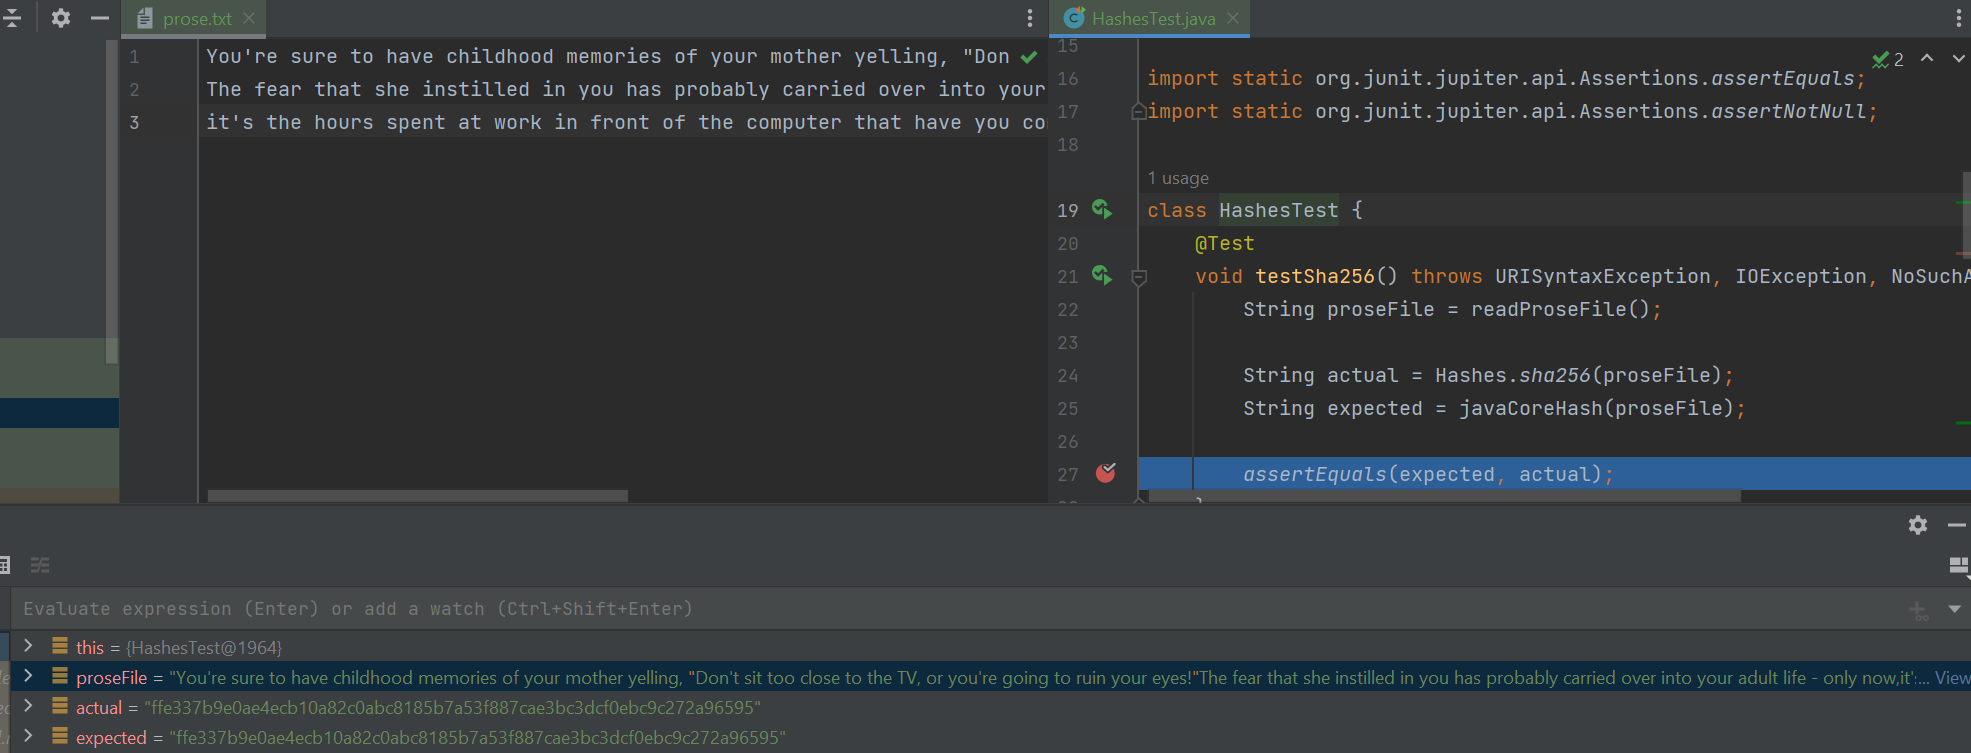 prose.txt
HashesTest.java
1 You're sure to have childhood memories of your mother yelling, "Don
2 The fear that she instilled in you has probably carried over into your
3 it's the hours spent at work in front of the computer that have you co
15
2
16 import static org.junit.jupiter.api.Assertions.assertEquals;
17 import static org.junit.jupiter.api.Assertions.assertNotNull;
18
1 usage
19 class HashesTest {
20 @Test
21 void testSha256() throws URISyntaxException, IOException, NoSuchA
22 String proseFile = readProseFile();
23
24 String actual = Hashes.sha256(proseFile);
25 String expected = javaCoreHash(proseFile);
26
27 assertEquals(expected, actual);
Evaluate expression (Enter) or add a watch (Ctrl+Shift+Enter)
this = {HashesTest@1964}
proseFile = "You're sure to have childhood memories of your mother yelling, "Don't sit too close to the TV, or you're going to ruin your eyes!"The fear that she instilled in you has probably carried over into your adult life - only now,it's... View
actual = "ffe337b9e0ae4ecb10a82c0abc8185b7a53f887cae3bc3dcf0ebc9c272a96595"
expected = "ffe337b9e0ae4ecb10a82c0abc8185b7a53f887cae3bc3dcf0ebc9c272a96595"